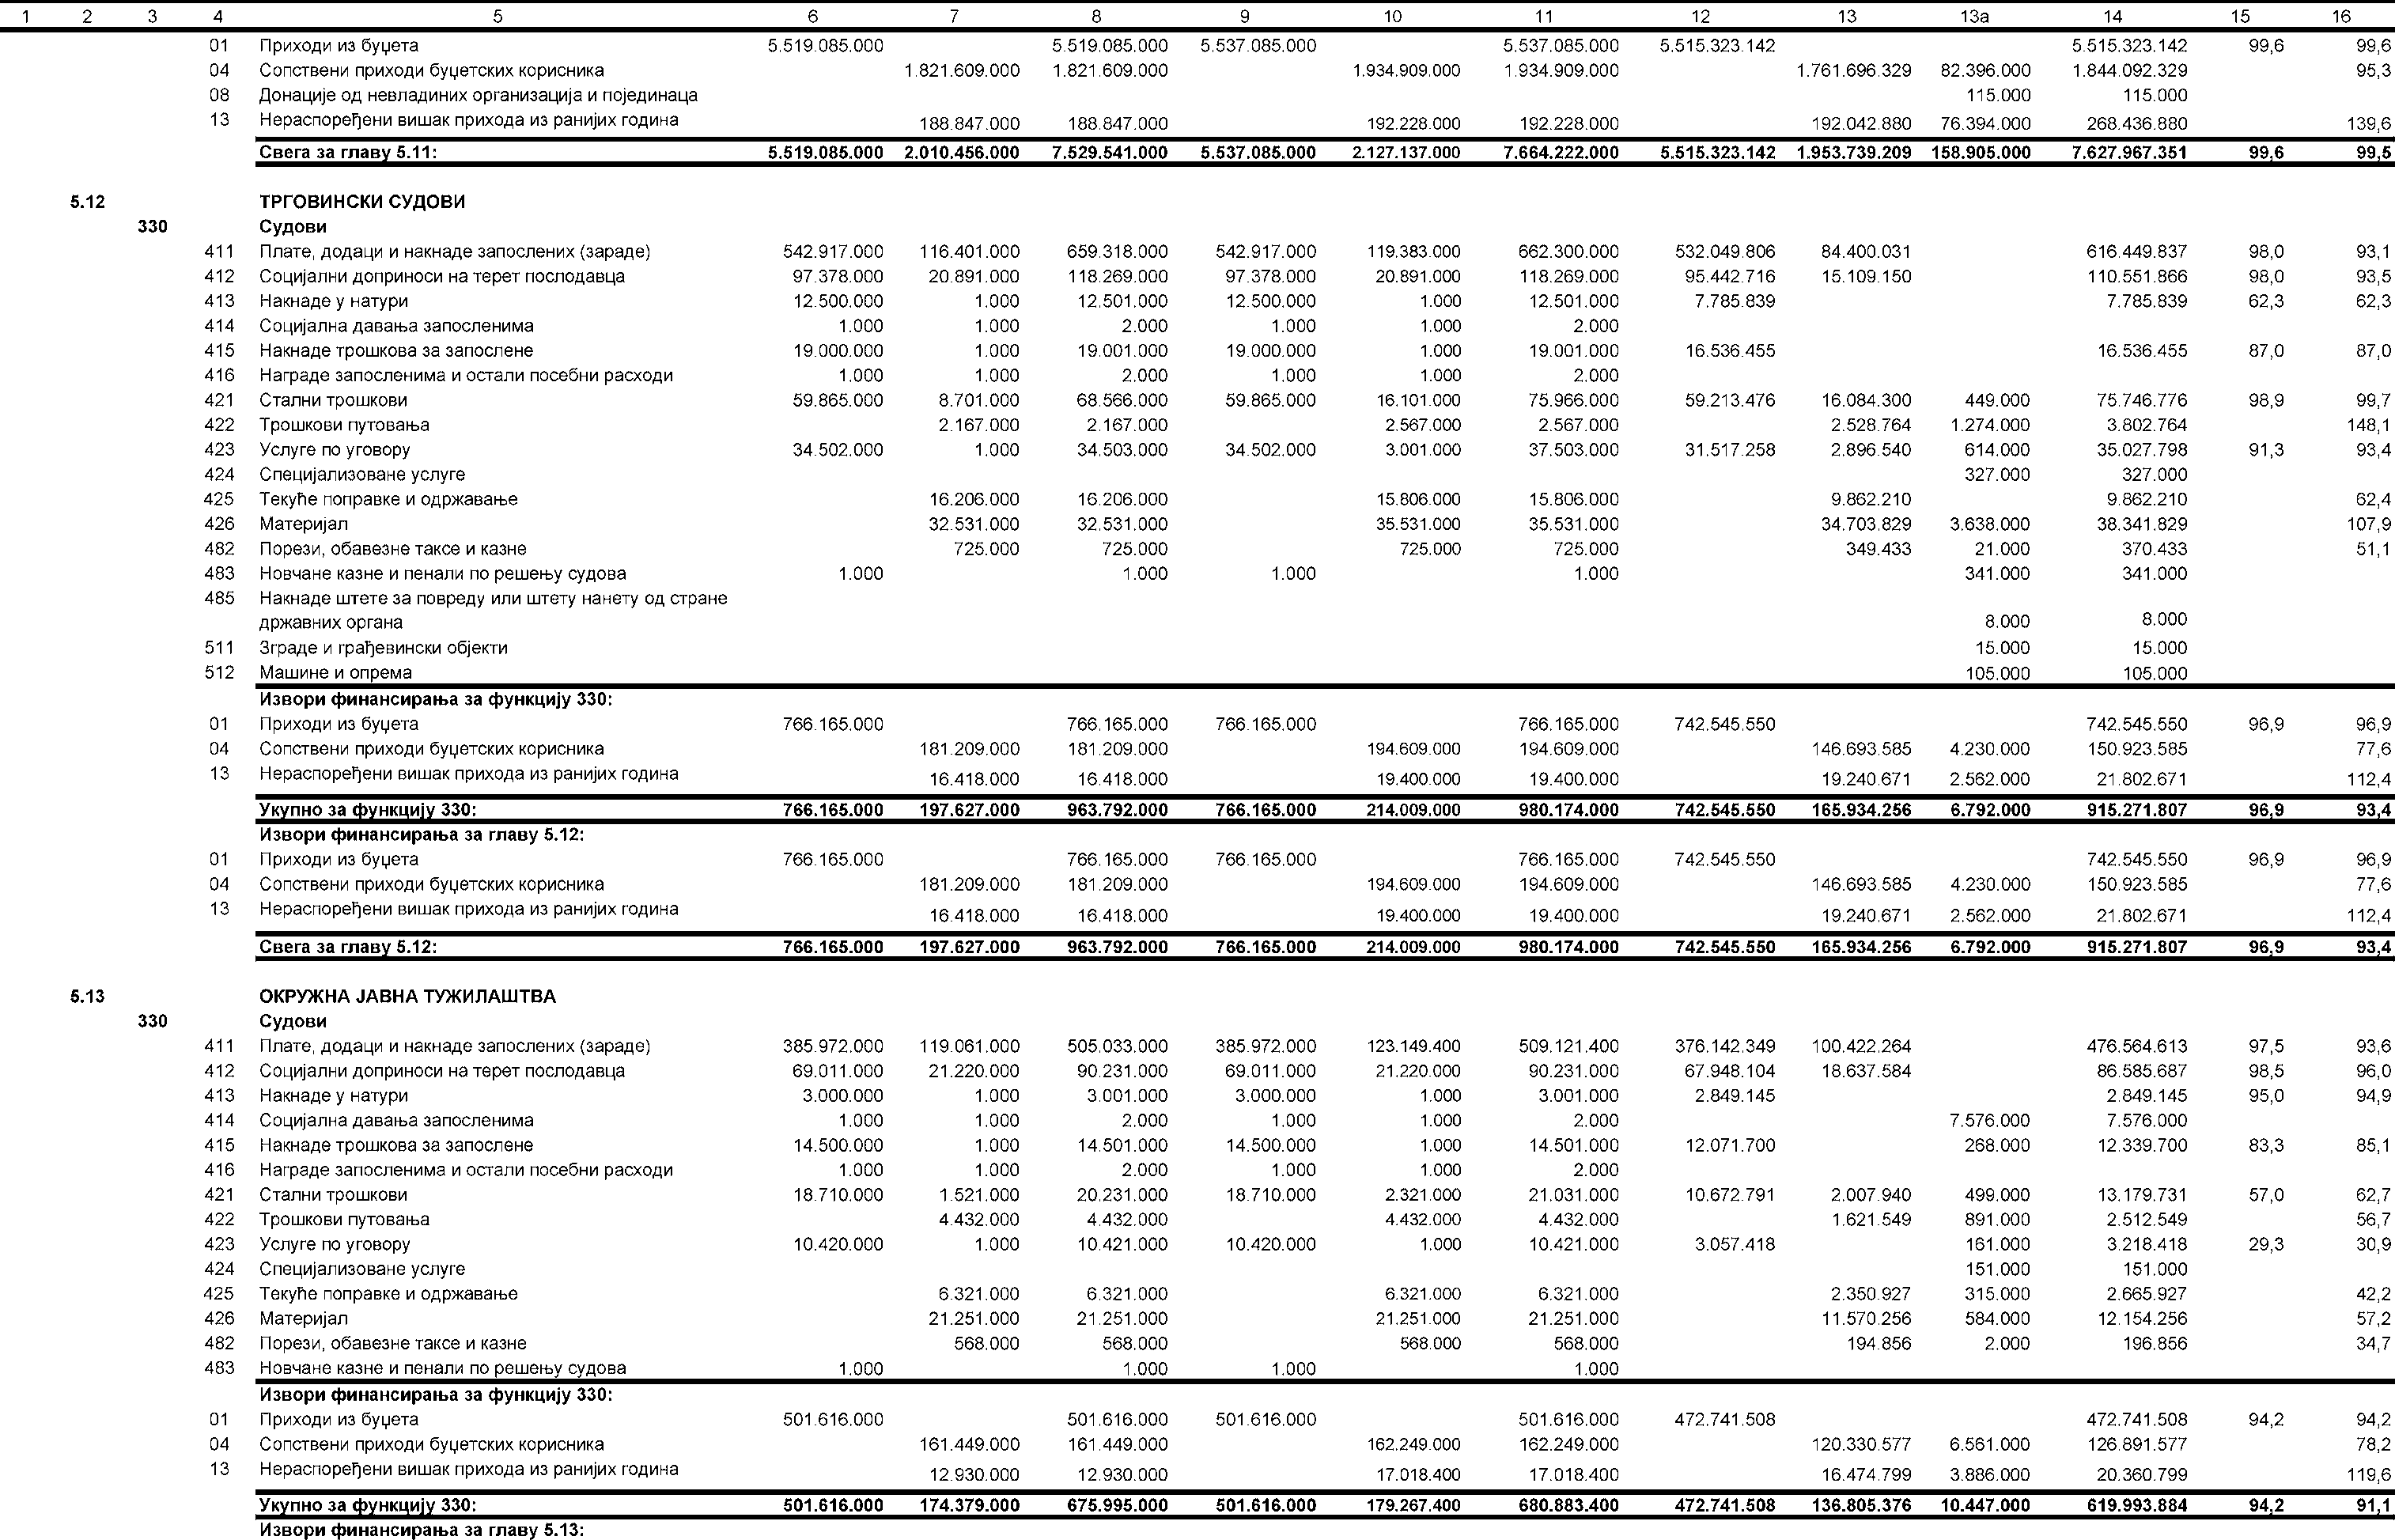 1 2 3 4 5 6 7 8 9 10 11 12 13 13а 14 15 16
01 Приходи из буџета 5.519.085.000 5.519.085.000 5.537.085.000 5.537.085.000 5.515.323.142 5.515.323.142 99,6 99,6
04 Сопствени приходи буџетских корисника 1.821.609.000 1.821.609.000 1.934.909.000 1.934.909.000 1.761.696.329 82.396.000 1.844.092.329 95,3
08 Донације од невладиних организација и појединаца 115.000 115.000
13 Нераспоређени вишак прихода из ранијих година 188.847.000 188.847.000 192.228.000 192.228.000 192.042.880 76.394.000 268.436.880 139,6
Свега за главу 5.11: 5.519.085.000 2.010.456.000 7.529.541.000 5.537.085.000 2.127.137.000 7.664.222.000 5.515.323.142 1.953.739.209 158.905.000 7.627.967.351 99,6 99,5
5.12 ТРГОВИНСКИ СУДОВИ
330 Судови
411 Плате, додаци и накнаде запослених (зараде) 542.917.000 116.401.000 659.318.000 542.917.000 119.383.000 662.300.000 532.049.806 84.400.031 616.449.837 98,0 93,1
412 Социјални доприноси на терет послодавца 97.378.000 20.891.000 118.269.000 97.378.000 20.891.000 118.269.000 95.442.716 15.109.150 110.551.866 98,0 93,5
413 Накнаде у натури 12.500.000 1.000 12.501.000 12.500.000 1.000 12.501.000 7.785.839 7.785.839 62,3 62,3
414 Социјална давања запосленима 1.000 1.000 2.000 1.000 1.000 2.000
415 Накнаде трошкова за запослене 19.000.000 1.000 19.001.000 19.000.000 1.000 19.001.000 16.536.455 16.536.455 87,0 87,0
416 Награде запосленима и остали посебни расходи 1.000 1.000 2.000 1.000 1.000 2.000
421 Стални трошкови 59.865.000 8.701.000 68.566.000 59.865.000 16.101.000 75.966.000 59.213.476 16.084.300 449.000 75.746.776 98,9 99,7
422 Трошкови путовања 2.167.000 2.167.000 2.567.000 2.567.000 2.528.764 1.274.000 3.802.764 148,1
423 Услуге по уговору 34.502.000 1.000 34.503.000 34.502.000 3.001.000 37.503.000 31.517.258 2.896.540 614.000 35.027.798 91,3 93,4
424 Специјализоване услуге 327.000 327.000
425 Текуће поправке и одржавање 16.206.000 16.206.000 15.806.000 15.806.000 9.862.210 9.862.210 62,4
426 Материјал 32.531.000 32.531.000 35.531.000 35.531.000 34.703.829 3.638.000 38.341.829 107,9
482 Порези, обавезне таксе и казне 725.000 725.000 725.000 725.000 349.433 21.000 370.433 51,1
483 Новчане казне и пенали по решењу судова 1.000 1.000 1.000 1.000 341.000 341.000
485 Накнаде штете за повреду или штету нанету од стране
државних органа 8.000 8.000
511 Зграде и грађевински објекти 15.000 15.000
512 Машине и опрема 105.000 105.000
Извори финансирања за функцију 330:
01 Приходи из буџета 766.165.000 766.165.000 766.165.000 766.165.000 742.545.550 742.545.550 96,9 96,9
04 Сопствени приходи буџетских корисника 181.209.000 181.209.000 194.609.000 194.609.000 146.693.585 4.230.000 150.923.585 77,6
13 Нераспоређени вишак прихода из ранијих година 16.418.000 16.418.000 19.400.000 19.400.000 19.240.671 2.562.000 21.802.671 112,4
Укупно за функцију 330: 766.165.000 197.627.000 963.792.000 766.165.000 214.009.000 980.174.000 742.545.550 165.934.256 6.792.000 915.271.807 96,9 93,4
Извори финансирања за главу 5.12:
01 Приходи из буџета 766.165.000 766.165.000 766.165.000 766.165.000 742.545.550 742.545.550 96,9 96,9
04 Сопствени приходи буџетских корисника 181.209.000 181.209.000 194.609.000 194.609.000 146.693.585 4.230.000 150.923.585 77,6
13 Нераспоређени вишак прихода из ранијих година 16.418.000 16.418.000 19.400.000 19.400.000 19.240.671 2.562.000 21.802.671 112,4
Свега за главу 5.12: 766.165.000 197.627.000 963.792.000 766.165.000 214.009.000 980.174.000 742.545.550 165.934.256 6.792.000 915.271.807 96,9 93,4
5.13 ОКРУЖНА ЈАВНА ТУЖИЛАШТВА
330 Судови
411 Плате, додаци и накнаде запослених (зараде) 385.972.000 119.061.000 505.033.000 385.972.000 123.149.400 509.121.400 376.142.349 100.422.264 476.564.613 97,5 93,6
412 Социјални доприноси на терет послодавца 69.011.000 21.220.000 90.231.000 69.011.000 21.220.000 90.231.000 67.948.104 18.637.584 86.585.687 98,5 96,0
413 Накнаде у натури 3.000.000 1.000 3.001.000 3.000.000 1.000 3.001.000 2.849.145 2.849.145 95,0 94,9
414 Социјална давања запосленима 1.000 1.000 2.000 1.000 1.000 2.000 7.576.000 7.576.000
415 Накнаде трошкова за запослене 14.500.000 1.000 14.501.000 14.500.000 1.000 14.501.000 12.071.700 268.000 12.339.700 83,3 85,1
416 Награде запосленима и остали посебни расходи 1.000 1.000 2.000 1.000 1.000 2.000
421 Стални трошкови 18.710.000 1.521.000 20.231.000 18.710.000 2.321.000 21.031.000 10.672.791 2.007.940 499.000 13.179.731 57,0 62,7
422 Трошкови путовања 4.432.000 4.432.000 4.432.000 4.432.000 1.621.549 891.000 2.512.549 56,7
423 Услуге по уговору 10.420.000 1.000 10.421.000 10.420.000 1.000 10.421.000 3.057.418 161.000 3.218.418 29,3 30,9
424 Специјализоване услуге 151.000 151.000
425 Текуће поправке и одржавање 6.321.000 6.321.000 6.321.000 6.321.000 2.350.927 315.000 2.665.927 42,2
426 Материјал 21.251.000 21.251.000 21.251.000 21.251.000 11.570.256 584.000 12.154.256 57,2
482 Порези, обавезне таксе и казне 568.000 568.000 568.000 568.000 194.856 2.000 196.856 34,7
483 Новчане казне и пенали по решењу судова 1.000 1.000 1.000 1.000
Извори финансирања за функцију 330:
01 Приходи из буџета 501.616.000 501.616.000 501.616.000 501.616.000 472.741.508 472.741.508 94,2 94,2
04 Сопствени приходи буџетских корисника 161.449.000 161.449.000 162.249.000 162.249.000 120.330.577 6.561.000 126.891.577 78,2
13 Нераспоређени вишак прихода из ранијих година 12.930.000 12.930.000 17.018.400 17.018.400 16.474.799 3.886.000 20.360.799 119,6
Укупно за функцију 330: 501.616.000 174.379.000 675.995.000 501.616.000 179.267.400 680.883.400 472.741.508 136.805.376 10.447.000 619.993.884 94,2 91,1
Извори финансирања за главу 5.13: